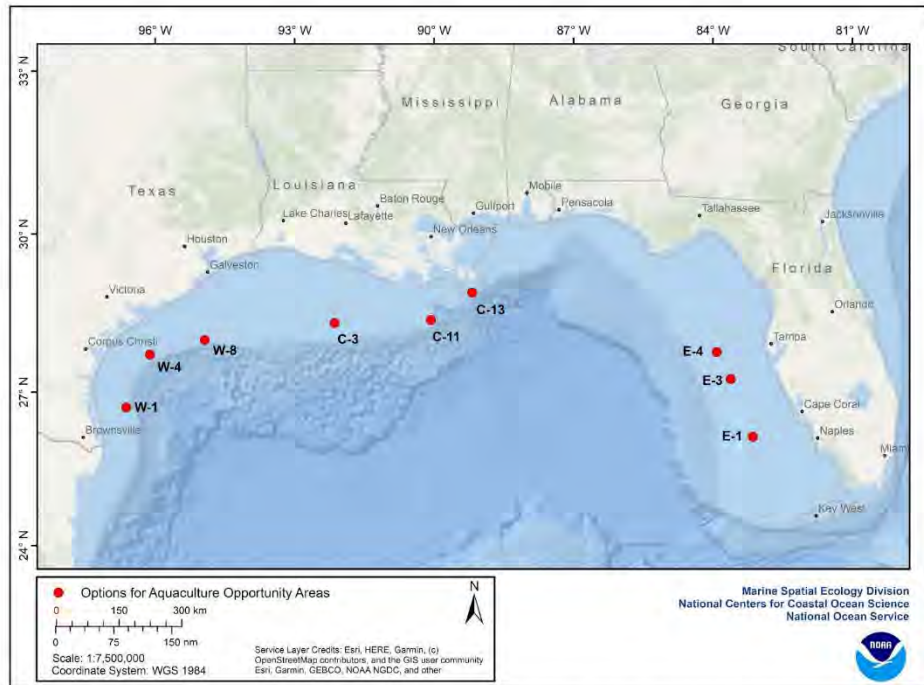 96° W 93° W 90° W 87° W 84° W 81° W
33° N
30° N
27° N
24° N
South Carolina
Mississippi Alabama Georgia
Texas
Louisiana
Mobile
Baton Rouge
Gulfport
Pensacola
Tallahassee
Lake Charles
Lafayette
Jacksonville
New Orleans
Houston
Galveston
Florida
Victoria
Orlando
C-13
C-3
C-11
Tampa
Corpus Christi
W-8
W-4
E-4
E-3
W-1
Cape Coral
Brownsville
E-1
Naples
Miami
Key West
Options for Aquaculture Opportunity Areas
N
0 150 300 km
0 75 150 nm
Scale: 1:7,500,000
Coordinate System: WGS 1984
Service Layer Credits: Esri, HERE, Garmin, (c)
OpenStreetMap contributors, and the GIS user community
Esri, Garmin, GEBCO, NOAA NGDC, and other
Marine Spatial Ecology Division
National Centers for Coastal Ocean Science
National Ocean Service
NOAA